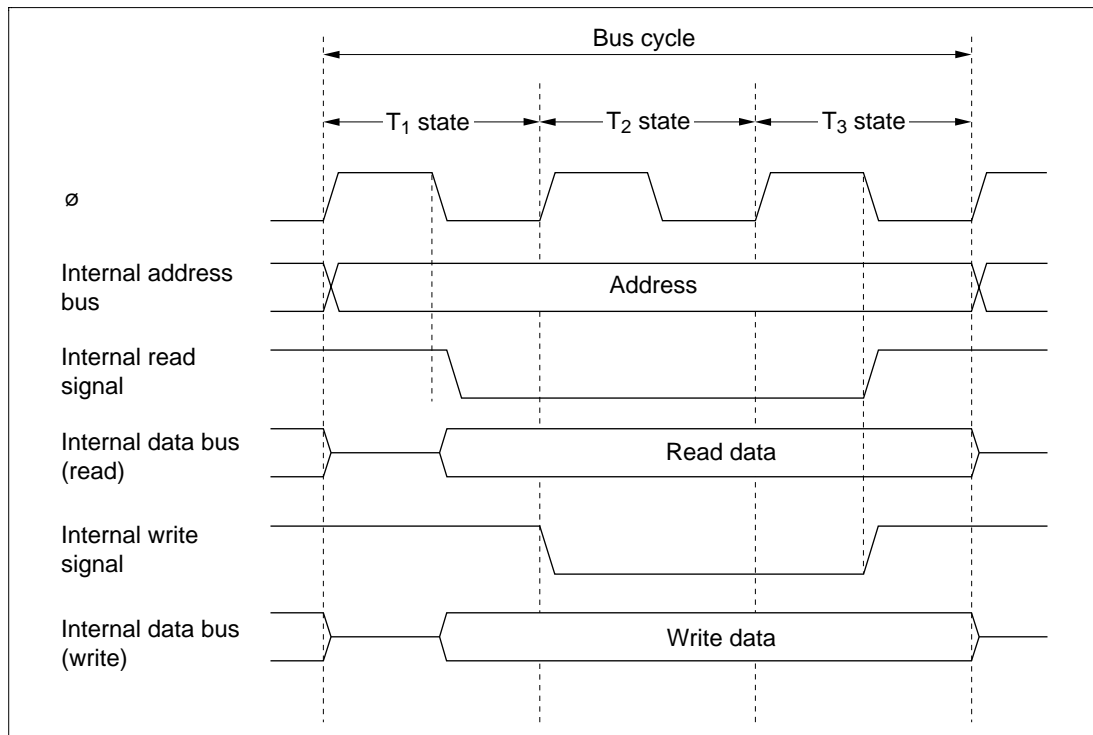 Bus cycle
T₁ state
T₂ state
T₃ state
ø
Internal address
bus
Address
Internal read
signal
Internal data bus
(read)
Read data
Internal write
signal
Internal data bus
(write)
Write data